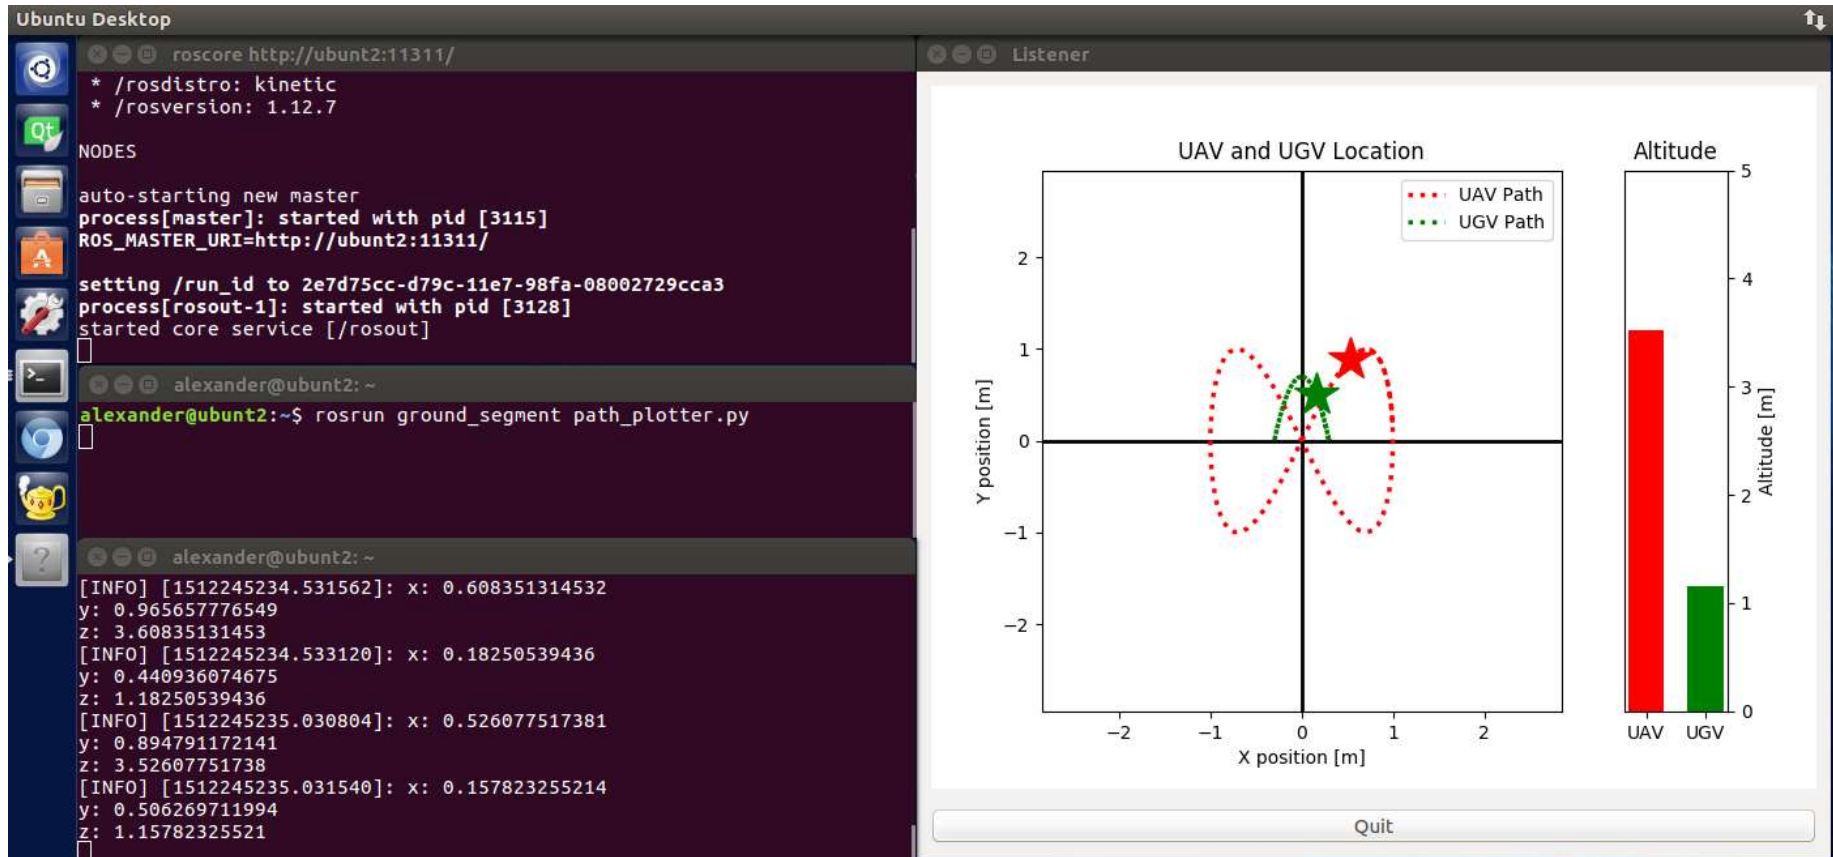 Ubuntu Desktop
roscore http://ubunt2:11311/
* /rosdistro: kinetic
* /rosversion: 1.12.7
NODES
auto-starting new master
process[master]: started with pid [3115]
ROS_MASTER_URI=http://ubunt2:11311/
setting /run_id to 2e7d75cc-d79c-11e7-98fa-08002729cca3
process[rosout-1]: started with pid [3128]
started core service [/rosout]
alexander@ubunt2: ~
alexander@ubunt2:~$ rosrun ground_segment path_plotter.py
alexander@ubunt2: ~
[INFO] [1512245234.531562]: x: 0.608351314532
y: 0.965657776549
z: 3.60835131453
[INFO] [1512245234.533120]: x: 0.18250539436
y: 0.440936074675
z: 1.18250539436
[INFO] [1512245235.030804]: x: 0.526077517381
y: 0.894791172141
z: 3.52607751738
[INFO] [1512245235.031540]: x: 0.157823255214
y: 0.506269711994
z: 1.15782325521
Qt
A
>_
?
Listener
UAV and UGV Location
UAV Path
UGV Path
2
1
0
−1
−2
Y position [m]
−2 −1 0 1 2
X position [m]
Altitude
5
4
3
2
1
0
Altitude [m]
UAV UGV
Quit